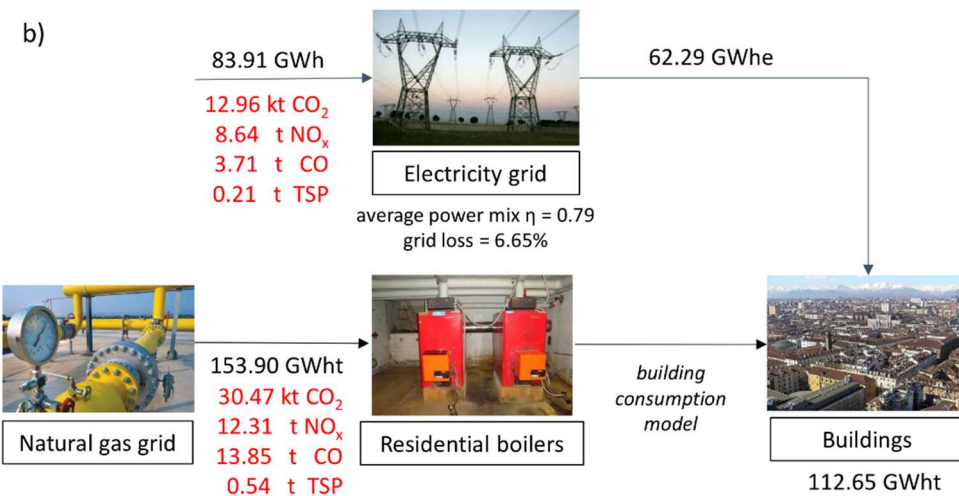 b)
83.91 GWh
12.96 kt CO₂
8.64 t NOₓ
3.71 t CO
0.21 t TSP
62.29 GWhe
Electricity grid
average power mix η = 0.79
grid loss = 6.65%
153.90 GWht
30.47 kt CO₂
12.31 t NOₓ
13.85 t CO
0.54 t TSP
building
consumption
model
Natural gas grid
Residential boilers
Buildings
112.65 GWht